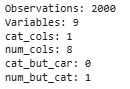 Observations: 2000
Variables: 9
cat_cols: 1
num_cols: 8
cat_but_car: 0
num_but_cat: 1